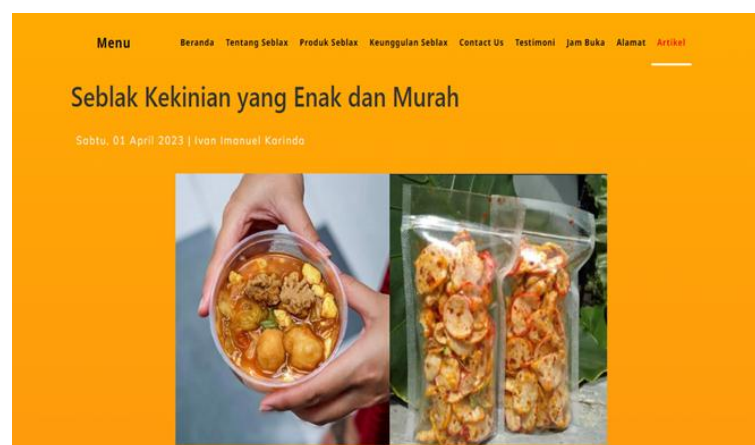 Menu Beranda Tentang Seblax Produk Seblax Keunggulan Seblax Contact Us Testimoni Jam Buka Alamat Artikel
Seblak Kekinian yang Enak dan Murah
Sabtu, 01 April 2023 | Ivan Imanuel Karindo